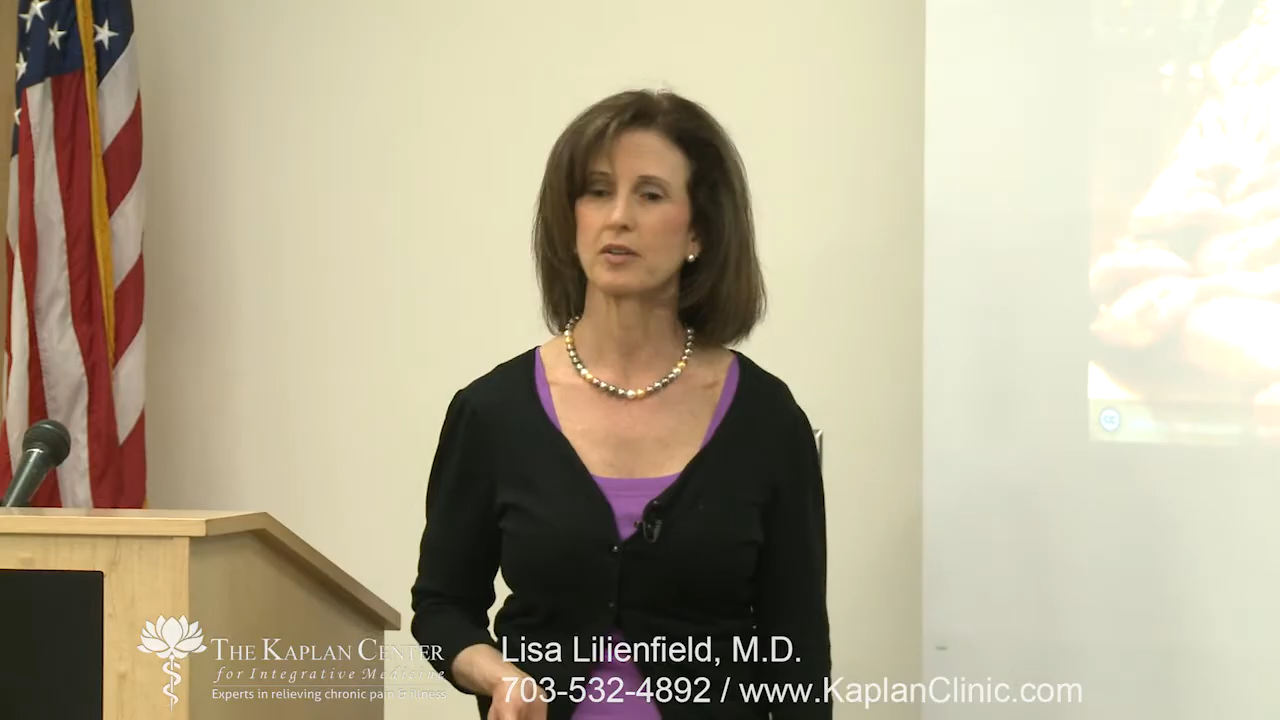 THE KAPLAN CENTER
for Integrative Medicine
Experts in relieving chronic pain & illness
Lisa Lilienfield, M.D.
703-532-4892 / www.KaplanClinic.com
cc